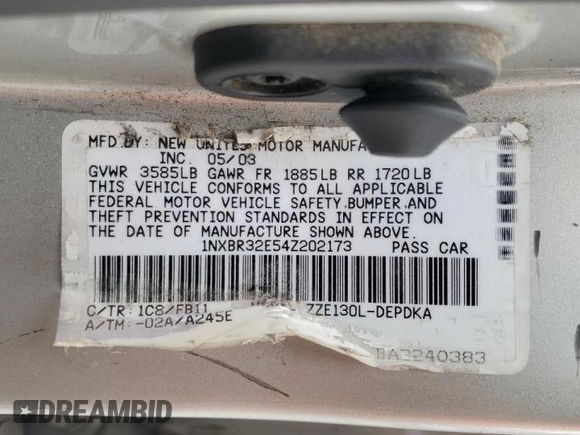 MFD.BY: NEW UNITED MOTOR MANUFA
INC. 05/03
GVWR 3585LB GAWR FR 1885LB RR 1720LB
THIS VEHICLE CONFORMS TO ALL APPLICABLE
FEDERAL MOTOR VEHICLE SAFETY,BUMPER,AND
THEFT PREVENTION STANDARDS IN EFFECT ON
THE DATE OF MANUFACTURE SHOWN ABOVE.
1NXBR32E54Z202173 PASS CAR
C/TR: 1C8/FB11 ZZE130L-DEPDKA
A/TM: -02A/A245E
BA3240383
DREAMBID